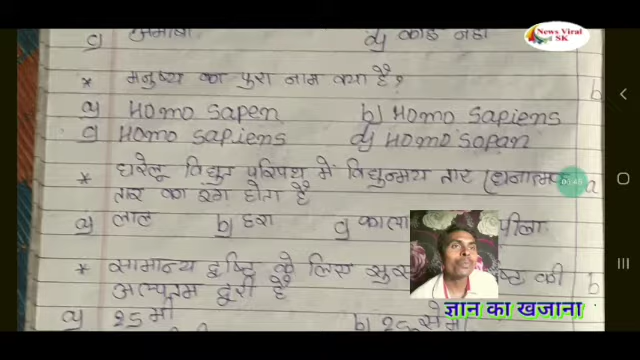 News Viral
SK
b
* मनुष्य का पुरा नाम क्या है?
a) Homo sapen b) Homo sapiens
c) Homo sapiens d) Homo sapan
* घरेलू विद्युत परिपथ में विद्युन्मय तार (धनात्मक a
तार का रंग होता है
a) लाल b) हरा c) काला पीला
* सामान्य दृष्टि के लिए की b
अल्पतम दूरी है
a) 25 मी b) 25 सेमी
ज्ञान का खजाना